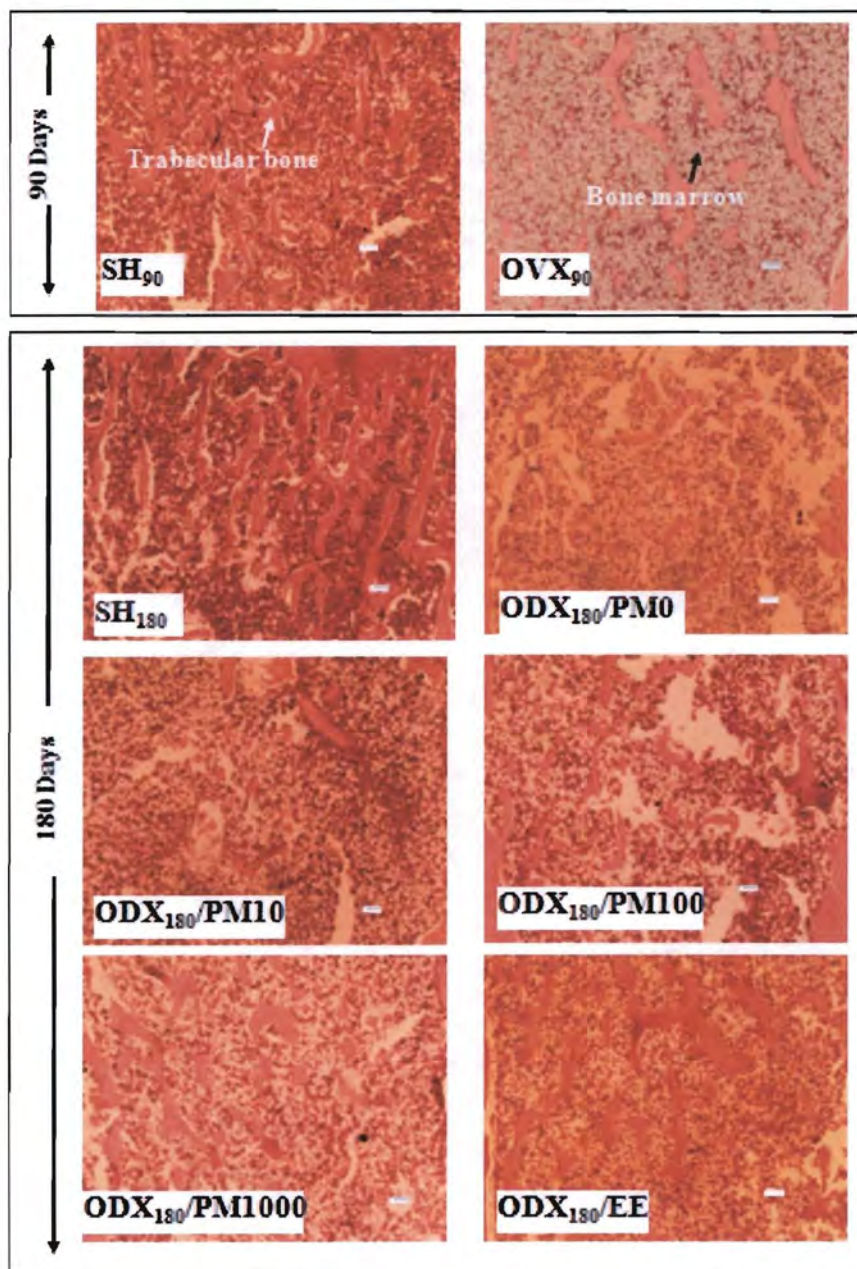 90 Days
Trabecular bone
SH₉₀
Bone marrow
OVX₉₀
180 Days
SH₁₈₀
ODX₁₈₀/PM0
ODX₁₈₀/PM10
ODX₁₈₀/PM100
ODX₁₈₀/PM1000
ODX₁₈₀/EE